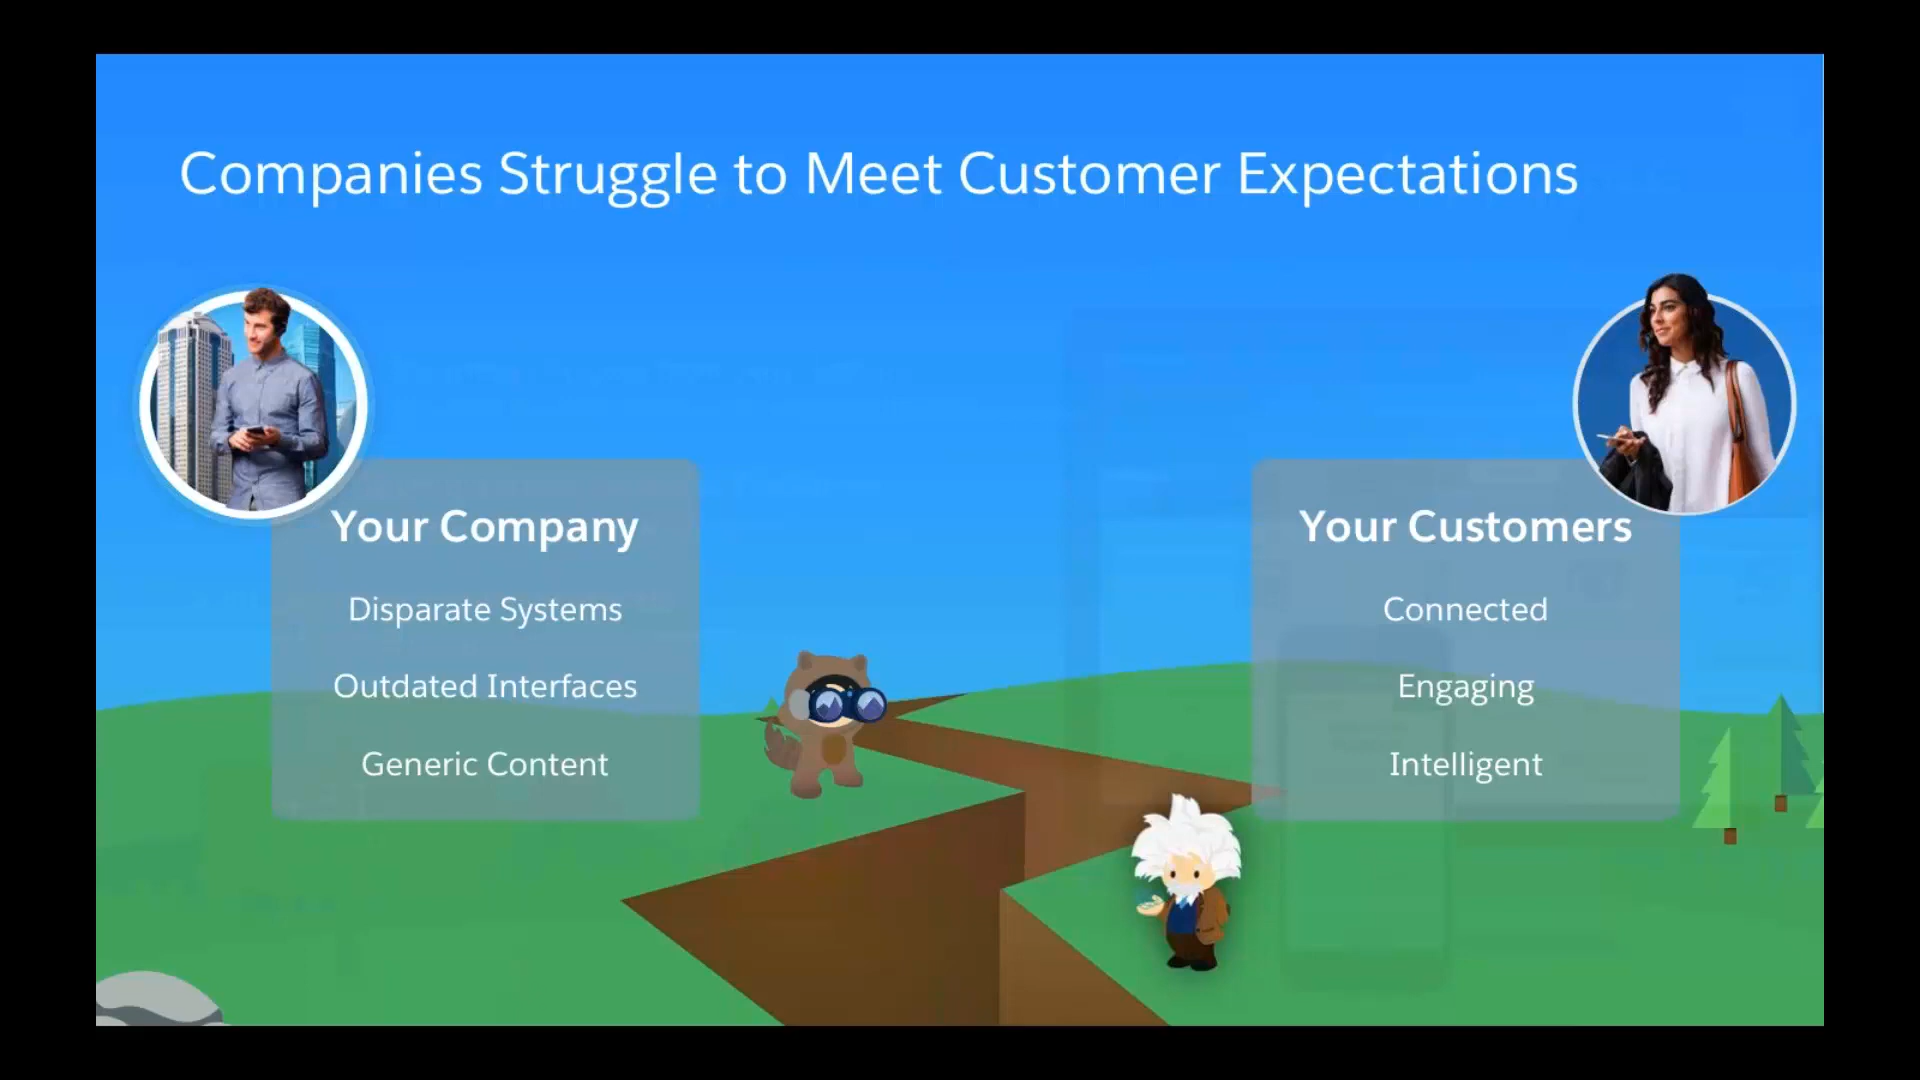 Companies Struggle to Meet Customer Expectations
Your Company
Disparate Systems
Outdated Interfaces
Generic Content
Your Customers
Connected
Engaging
Intelligent